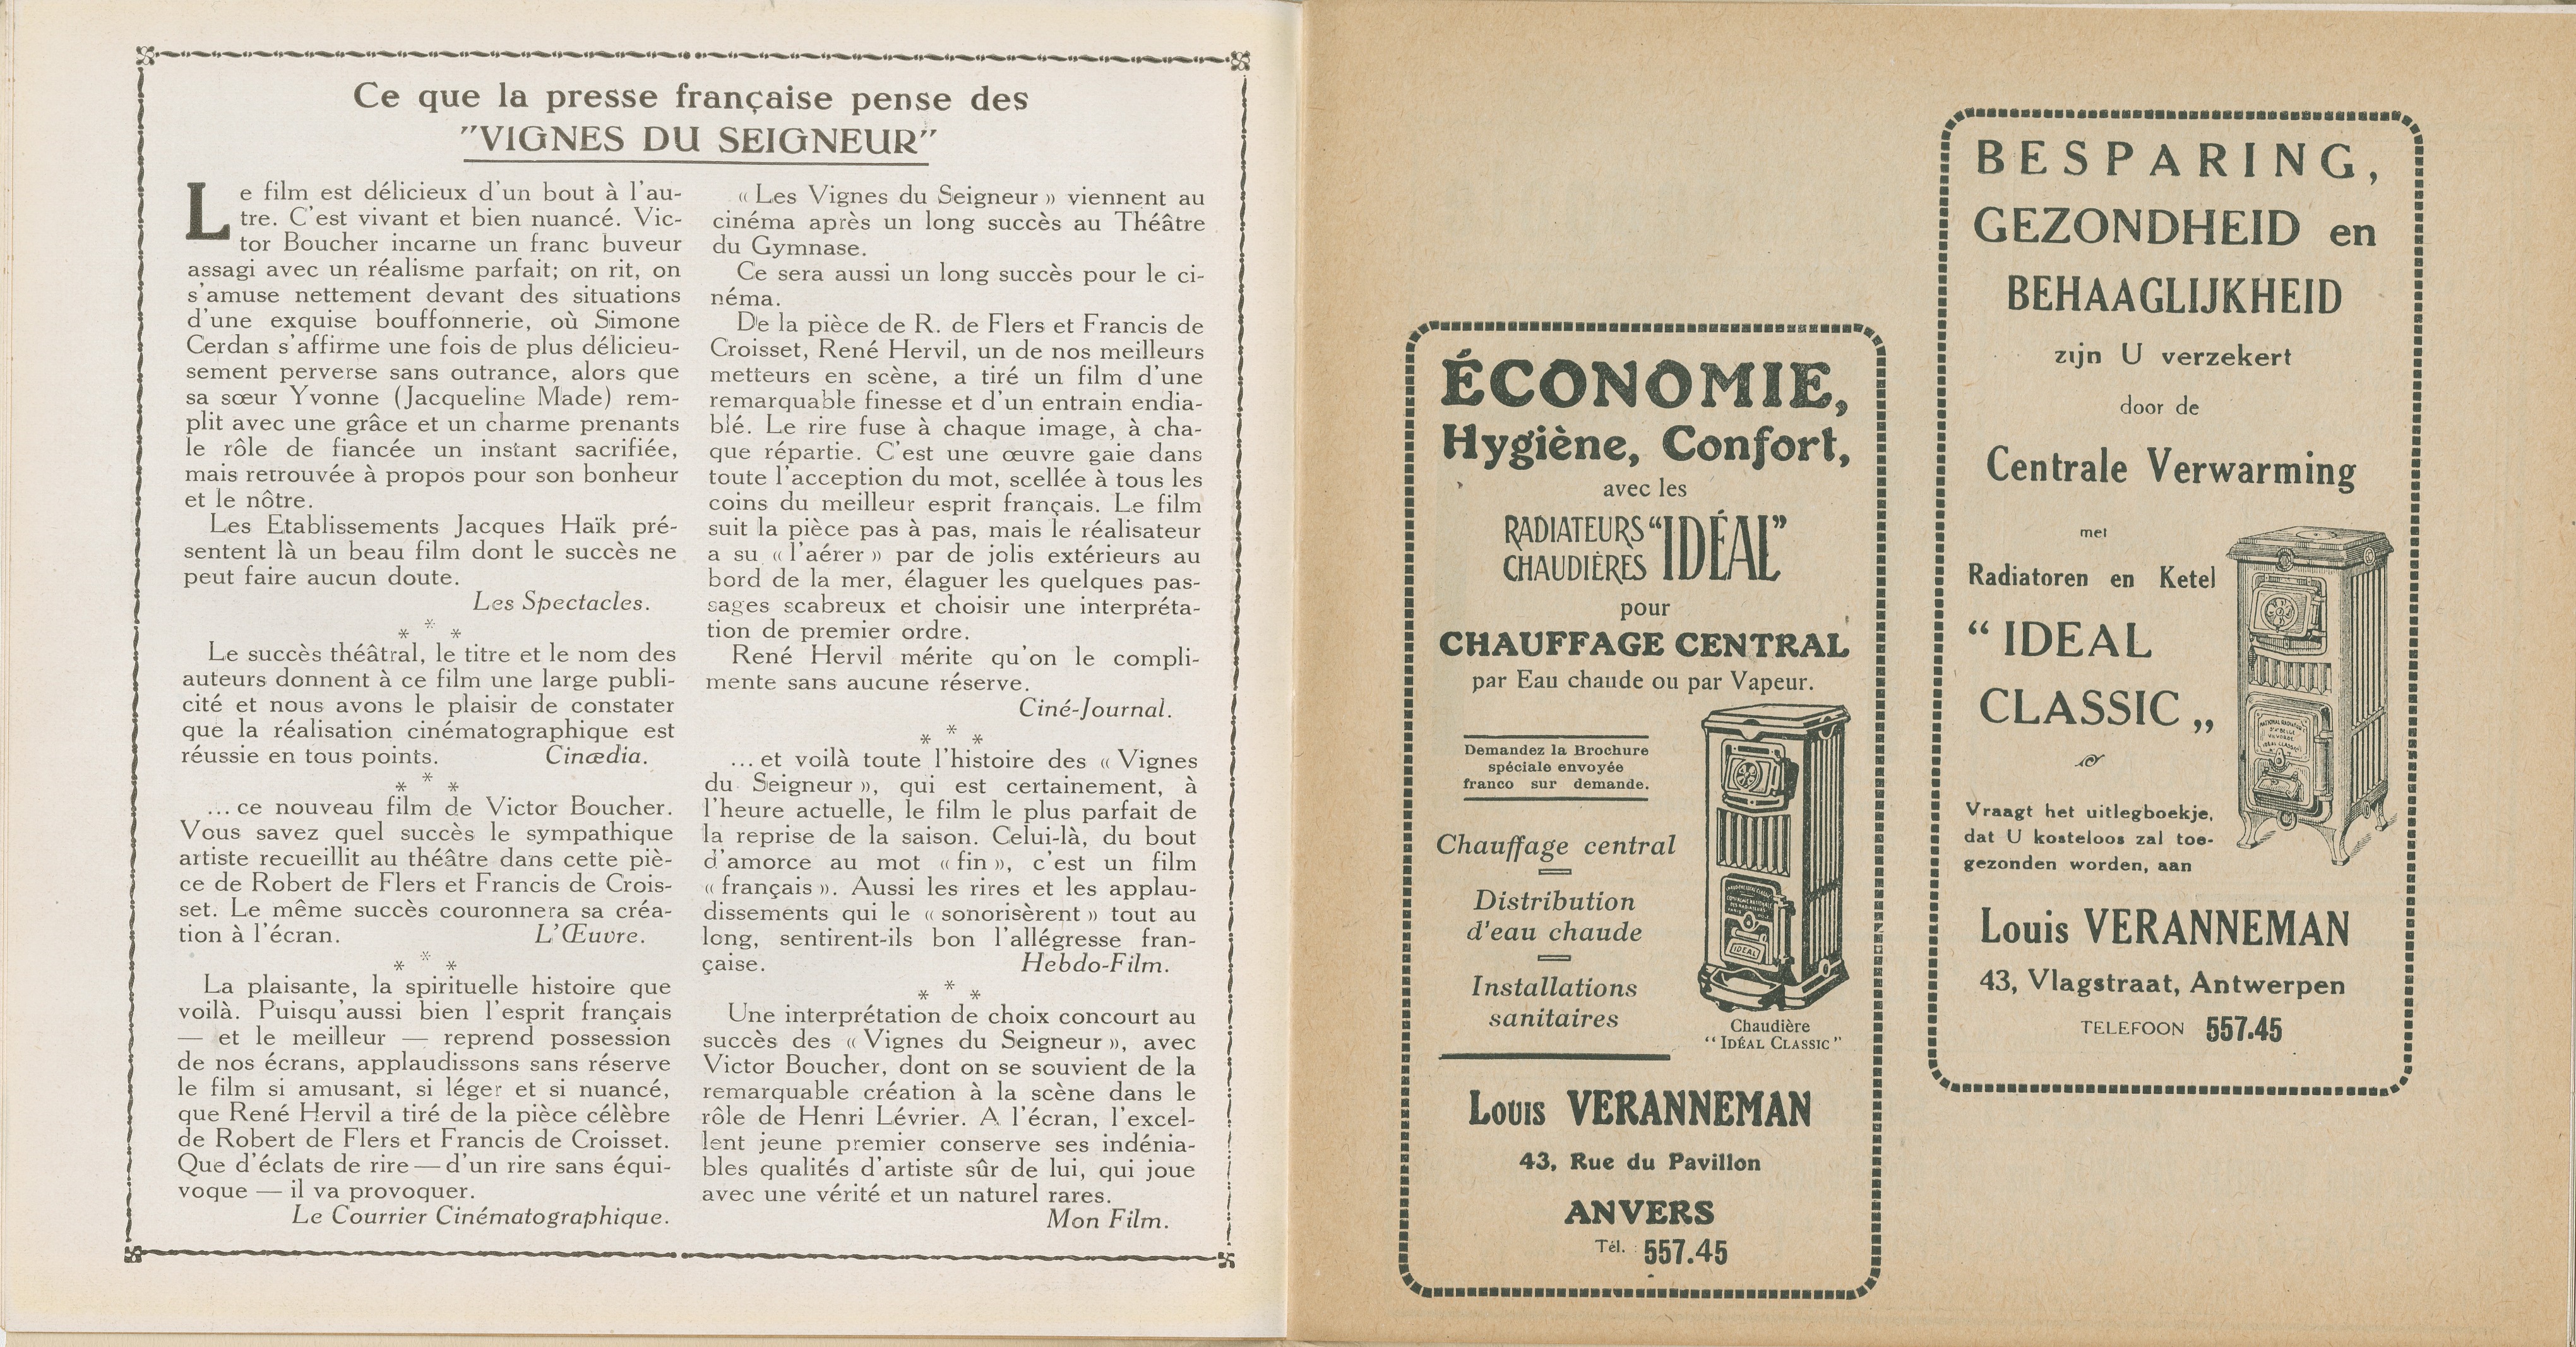 Ce que la presse française pense des
"VIGNES DU SEIGNEUR"
Le film est délicieux d'un bout à l'au-
tre. C'est vivant et bien nuancé. Vic-
tor Boucher incarne un franc buveur
assagi avec un réalisme parfait; on rit, on
s'amuse nettement devant des situations
d'une exquise bouffonnerie, où Simone
Cerdan s'affirme une fois de plus délicieu-
sement perverse sans outrance, alors que
sa sœur Yvonne (Jacqueline Made) rem-
plit avec une grâce et un charme prenants
le rôle de fiancée un instant sacrifiée,
mais retrouvée à propos pour son bonheur
et le nôtre.
Les Etablissements Jacques Haïk pré-
sentent là un beau film dont le succès ne
peut faire aucun doute.
Les Spectacles.
* * *
Le succès théâtral, le titre et le nom des
auteurs donnent à ce film une large publi-
cité et nous avons le plaisir de constater
que la réalisation cinématographique est
réussie en tous points. Cinœdia.
* * *
... ce nouveau film de Victor Boucher.
Vous savez quel succès le sympathique
artiste recueillit au théâtre dans cette piè-
ce de Robert de Flers et Francis de Crois-
set. Le même succès couronnera sa créa-
tion à l'écran. L'Œuvre.
* * *
La plaisante, la spirituelle histoire que
voilà. Puisqu'aussi bien l'esprit français
— et le meilleur — reprend possession
de nos écrans, applaudissons sans réserve
le film si amusant, si léger et si nuancé,
que René Hervil a tiré de la pièce célèbre
de Robert de Flers et Francis de Croisset.
Que d'éclats de rire — d'un rire sans équi-
voque — il va provoquer.
Le Courrier Cinématographique.
« Les Vignes du Seigneur » viennent au
cinéma après un long succès au Théâtre
du Gymnase.
Ce sera aussi un long succès pour le ci-
néma.
De la pièce de R. de Flers et Francis de
Croisset, René Hervil, un de nos meilleurs
metteurs en scène, a tiré un film d'une
remarquable finesse et d'un entrain endia-
blé. Le rire fuse à chaque image, à cha-
que répartie. C'est une œuvre gaie dans
toute l'acception du mot, scellée à tous les
coins du meilleur esprit français. Le film
suit la pièce pas à pas, mais le réalisateur
a su « l'aérer » par de jolis extérieurs au
bord de la mer, élaguer les quelques pas-
sages scabreux et choisir une interpréta-
tion de premier ordre.
René Hervil mérite qu'on le compli-
mente sans aucune réserve.
Ciné-Journal.
* * *
... et voilà toute l'histoire des « Vignes
du Seigneur », qui est certainement, à
l'heure actuelle, le film le plus parfait de
la reprise de la saison. Celui-là, du bout
d'amorce au mot « fin », c'est un film
« français ». Aussi les rires et les applau-
dissements qui le « sonorisèrent » tout au
long, sentirent-ils bon l'allégresse fran-
çaise. Hebdo-Film.
* * *
Une interprétation de choix concourt au
succès des « Vignes du Seigneur », avec
Victor Boucher, dont on se souvient de la
remarquable création à la scène dans le
rôle de Henri Lévrier. A l'écran, l'excel-
lent jeune premier conserve ses indénia-
bles qualités d'artiste sûr de lui, qui joue
avec une vérité et un naturel rares.
Mon Film.
ÉCONOMIE,
Hygiène, Confort,
avec les
RADIATEURS "IDÉAL"
CHAUDIÈRES
pour
CHAUFFAGE CENTRAL
par Eau chaude ou par Vapeur.
Demandez la Brochure
spéciale envoyée
franco sur demande.
Chauffage central
Distribution
d'eau chaude
Installations
sanitaires
IDEAL
Chaudière
"IDÉAL CLASSIC"
Louis VERANNEMAN
43, Rue du Pavillon
ANVERS
Tél. : 557.45
BESPARING,
GEZONDHEID en
BEHAAGLIJKHEID
zijn U verzekert
door de
Centrale Verwarming
met
Radiatoren en Ketel
“ IDEAL
CLASSIC „
Vraagt het uitlegboekje,
dat U kosteloos zal toe-
gezonden worden, aan
Louis VERANNEMAN
43, Vlagstraat, Antwerpen
TELEFOON 557.45